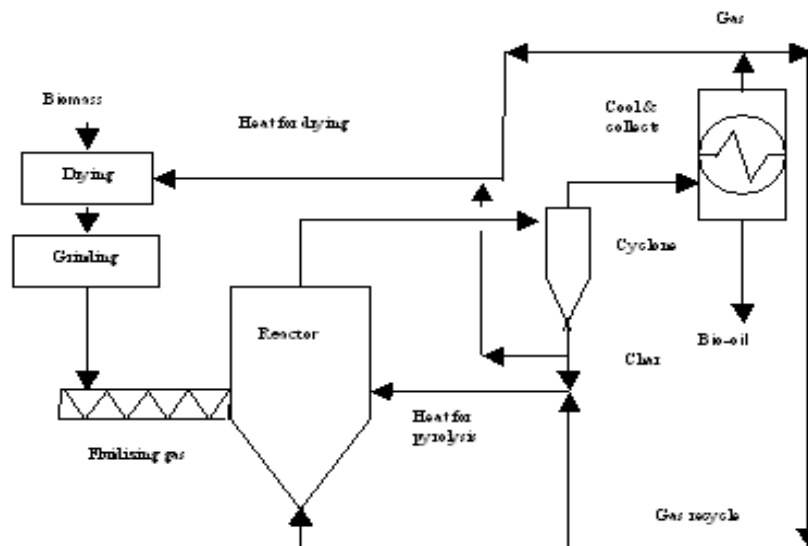 Gas
Biomass
Heat for drying
Cool &
collects
Drying
Grinding
Cyclone
Reactor
Bio-oil
Char
Heat for
pyrolysis
Fluidising gas
Gas recycle